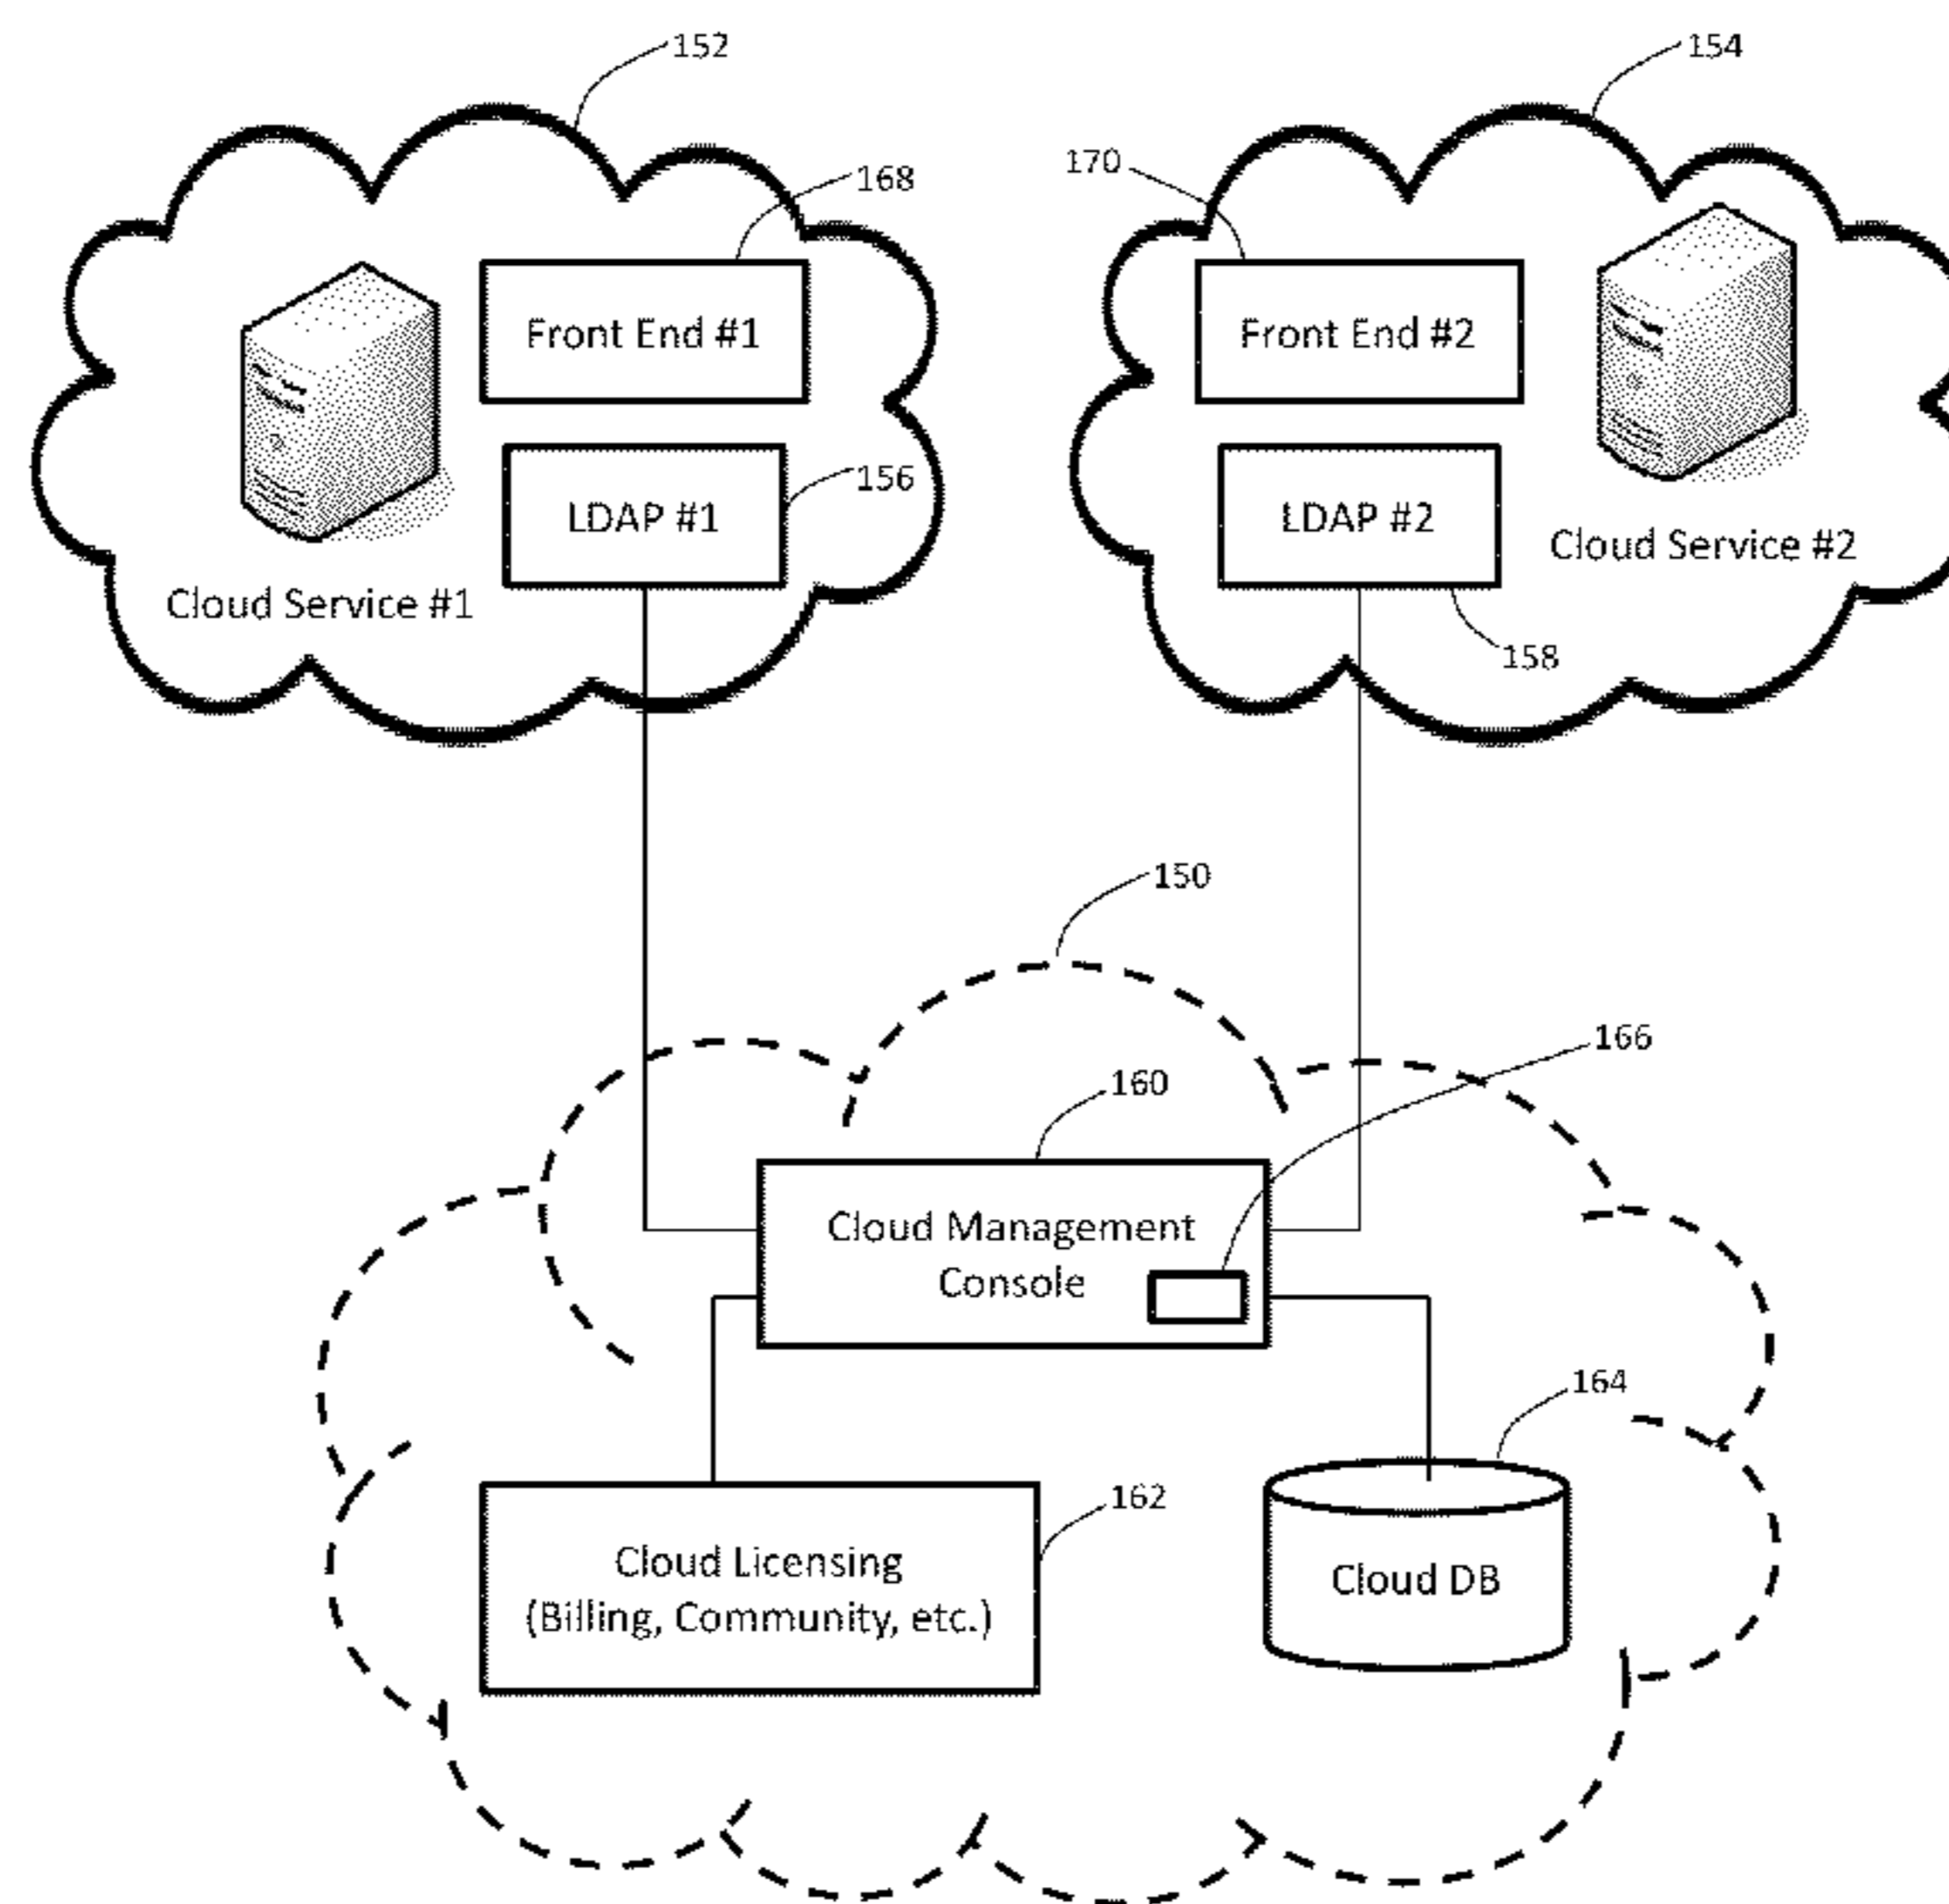 152
154
168
170
Front End #1
Front End #2
156
LDAP #1
LDAP #2
Cloud Service #2
Cloud Service #1
158
150
166
160
Cloud Management
Console
164
162
Cloud Licensing
(Billing, Community, etc.)
Cloud DB